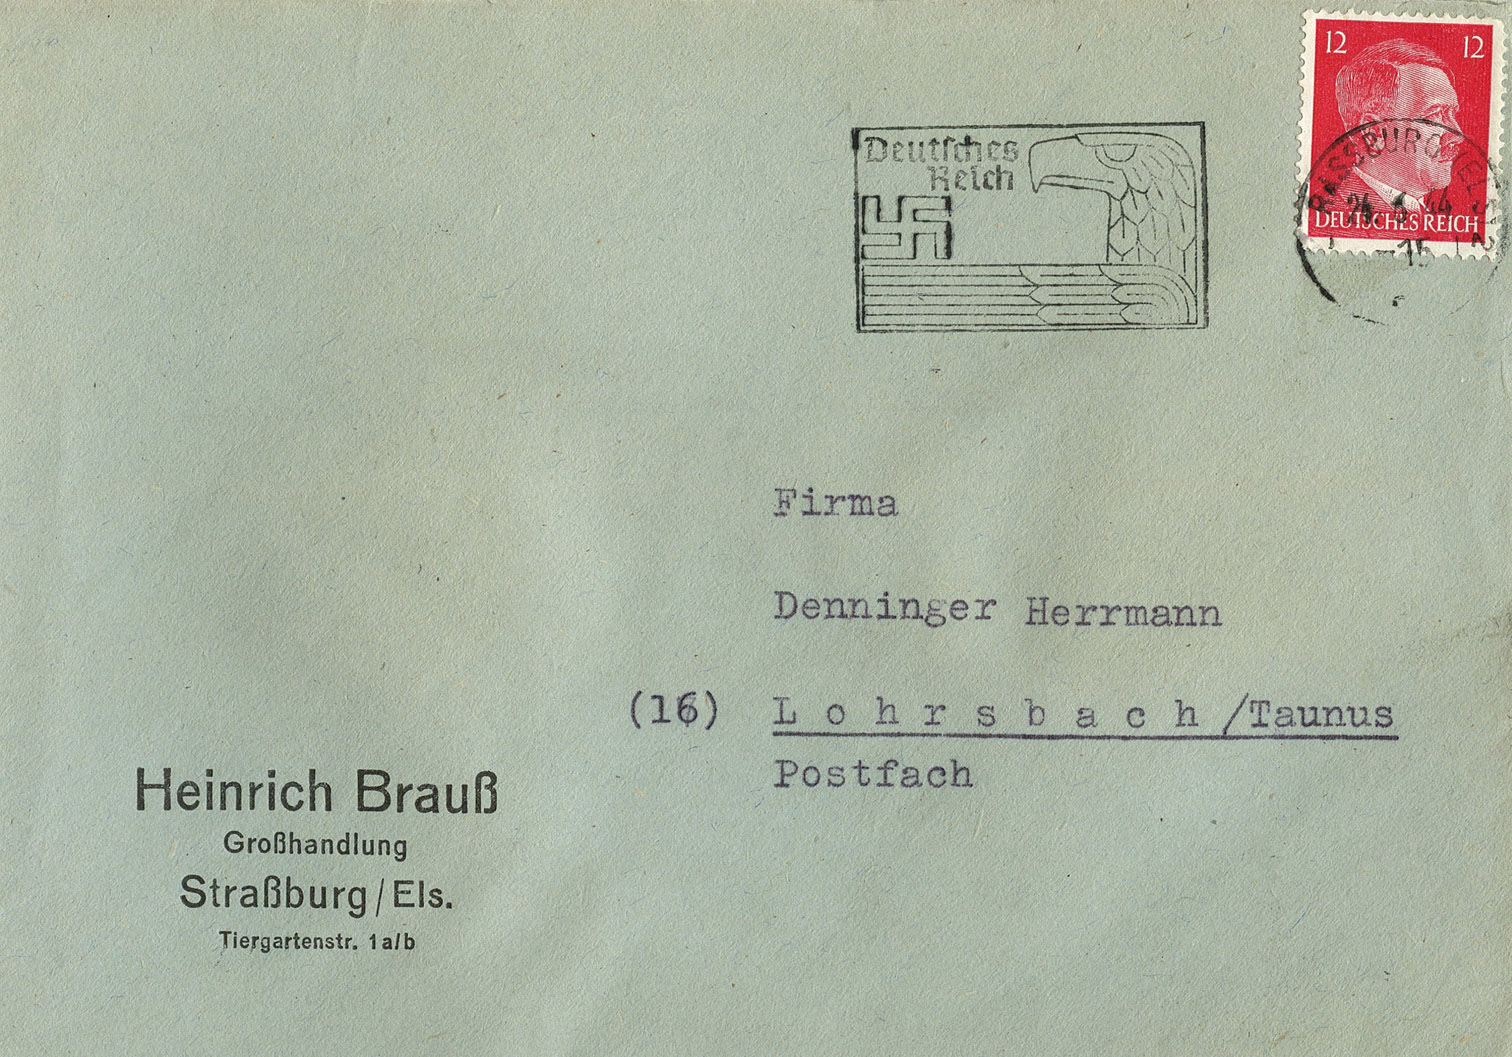 12 12
DEUTSCHES REICH
Deutsches
Reich
Firma
Denninger Herrmann
(16) Lohrsbach/Taunus
Postfach
Heinrich Brauß
Großhandlung
Straßburg/Els.
Tiergartenstr. 1a/b